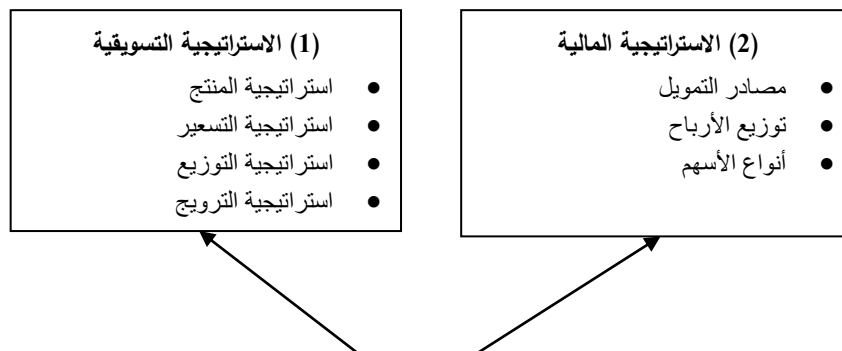 (1) الاستراتيجية التسويقية
● استراتيجية المنتج
● استراتيجية التسعير
● استراتيجية التوزيع
● استراتيجية الترويج
(2) الاستراتيجية المالية
● مصادر التمويل
● توزيع الأرباح
● أنواع الأسهم